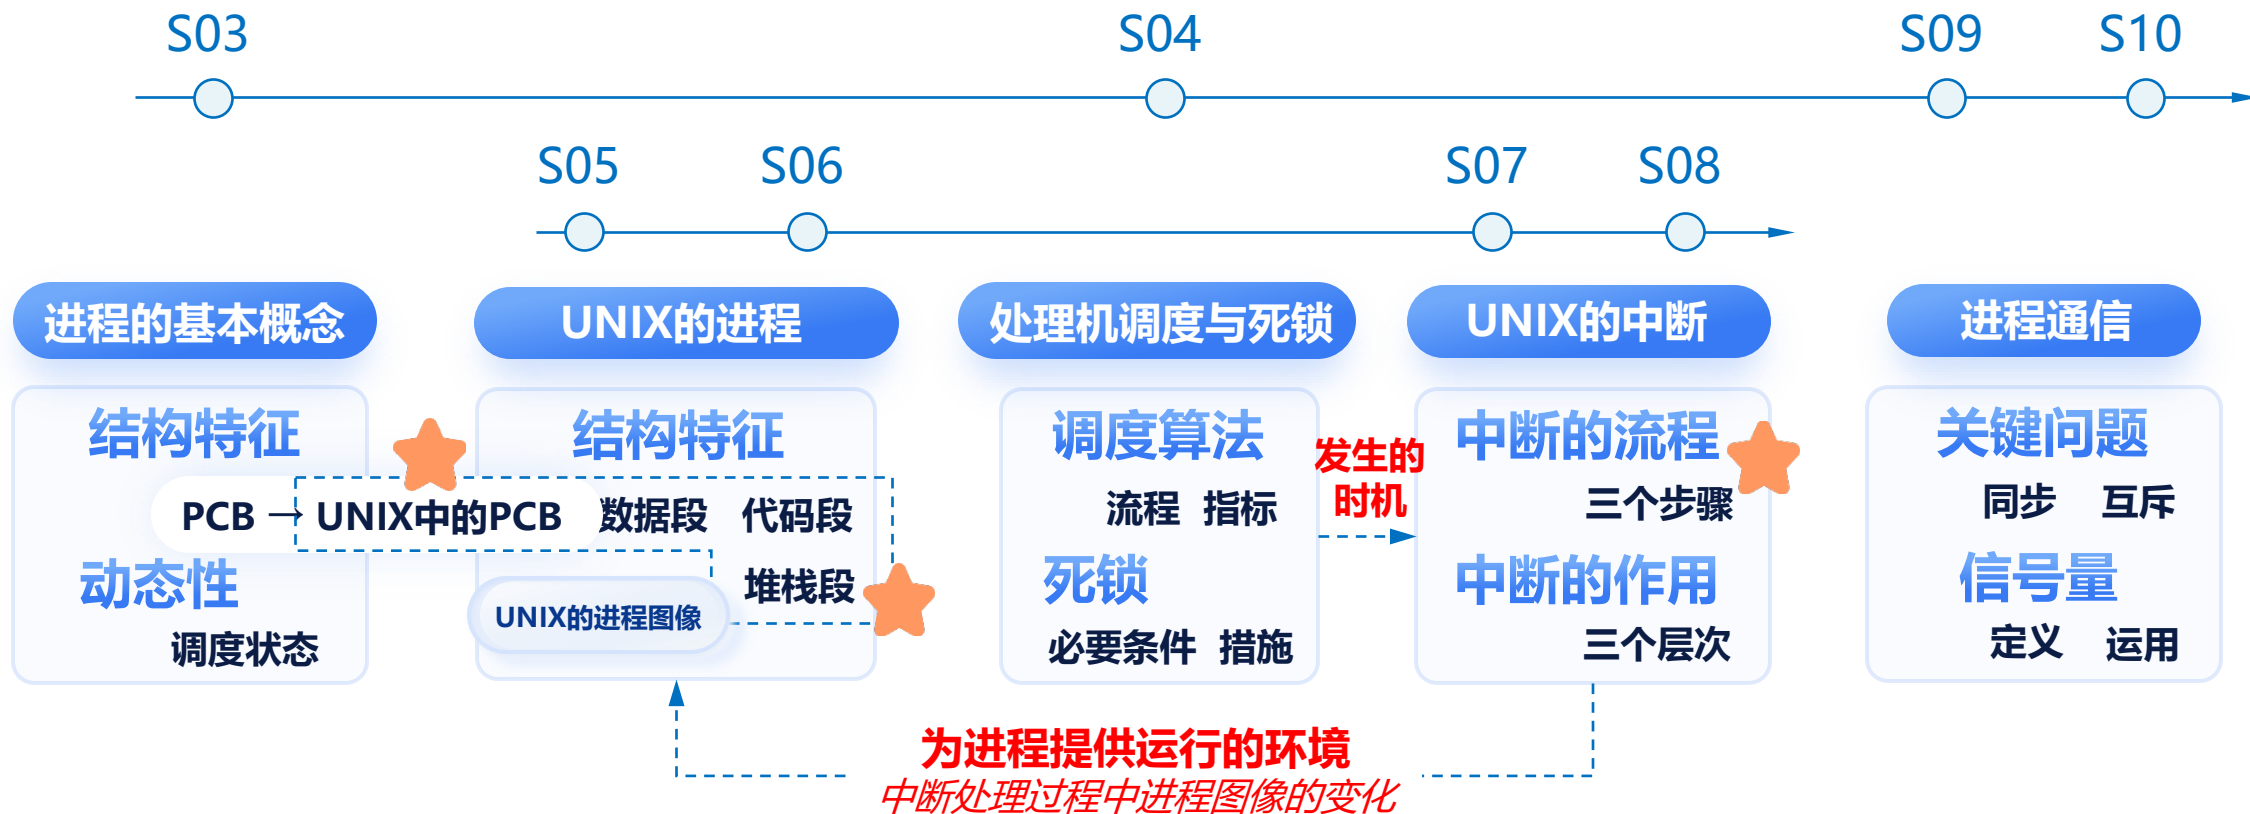 S03 S04 S09 S10
S05 S06 S07 S08
进程的基本概念
结构特征
PCB → UNIX中的PCB
动态性
调度状态
UNIX的进程
结构特征
数据段 代码段
堆栈段
UNIX的进程图像
处理机调度与死锁
调度算法
流程 指标
死锁
必要条件 措施
发生的
时机
UNIX的中断
中断的流程
三个步骤
中断的作用
三个层次
进程通信
关键问题
同步 互斥
信号量
定义 运用
为进程提供运行的环境
中断处理过程中进程图像的变化